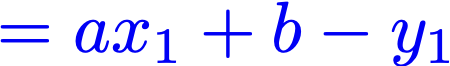 = ax₁ + b − y₁